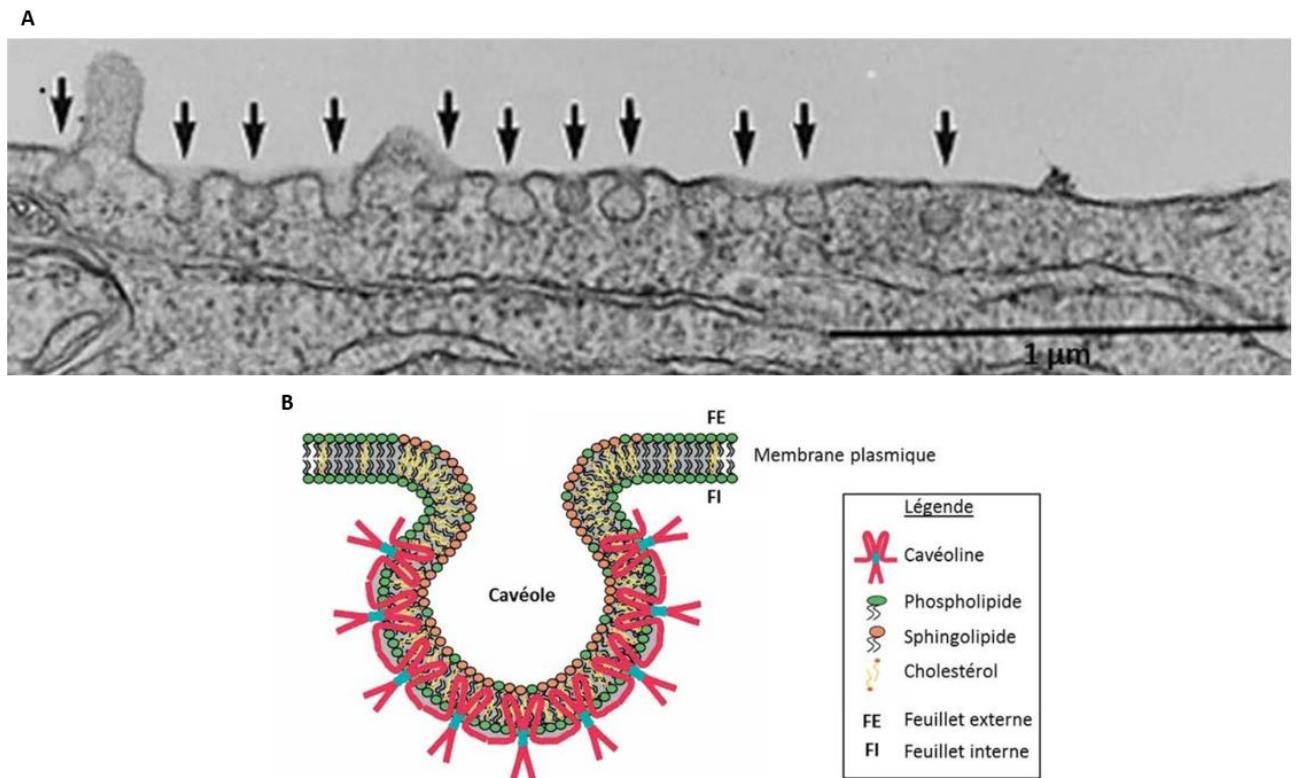 A
1 µm
B
FE
Membrane plasmique
FI
Cavéole
Légende
Cavéoline
Phospholipide
Sphingolipide
Cholestérol
FE Feuillet externe
FI Feuillet interne